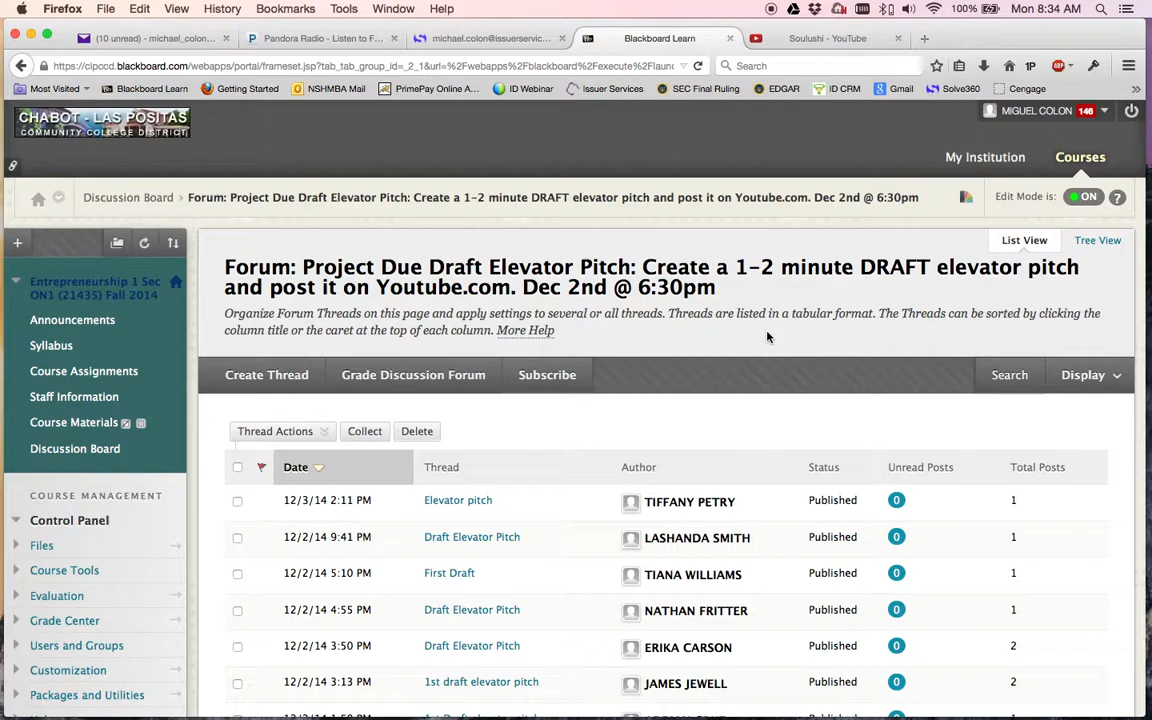 Firefox File Edit View History Bookmarks Tools Window Help 100% Mon 8:34 AM
(10 unread) - michael_colon... × Pandora Radio - Listen to F... × michael.colon@issuerservic... × Bb Blackboard Learn × Soulushi - YouTube × +
https://clpccd.blackboard.com/webapps/portal/frameset.jsp?tab_tab_group_id=_2_1&url=%2Fwebapps%2Fblackboard%2Fexecute%2Flaunc Search 1P ABP
Most Visited Bb Blackboard Learn Getting Started NSHMBA Mail PrimePay Online A... ID Webinar Issuer Services SEC Final Ruling EDGAR ID CRM Gmail Solve360 Cengage »
CHABOT - LAS POSITAS
COMMUNITY COLLEGE DISTRICT
MIGUEL COLON 146
My Institution Courses
Discussion Board > Forum: Project Due Draft Elevator Pitch: Create a 1-2 minute DRAFT elevator pitch and post it on Youtube.com. Dec 2nd @ 6:30pm Edit Mode is: ON ?
List View Tree View
Entrepreneurship 1 Sec
ON1 (21435) Fall 2014
Announcements
Syllabus
Course Assignments
Staff Information
Course Materials
Discussion Board
COURSE MANAGEMENT
Control Panel
Files
Course Tools
Evaluation
Grade Center
Users and Groups
Customization
Packages and Utilities
Forum: Project Due Draft Elevator Pitch: Create a 1-2 minute DRAFT elevator pitch
and post it on Youtube.com. Dec 2nd @ 6:30pm
Organize Forum Threads on this page and apply settings to several or all threads. Threads are listed in a tabular format. The Threads can be sorted by clicking the
column title or the caret at the top of each column. More Help
Create Thread Grade Discussion Forum Subscribe Search Display
Thread Actions Collect Delete
Date Thread Author Status Unread Posts Total Posts
12/3/14 2:11 PM Elevator pitch TIFFANY PETRY Published 0 1
12/2/14 9:41 PM Draft Elevator Pitch LASHANDA SMITH Published 0 1
12/2/14 5:10 PM First Draft TIANA WILLIAMS Published 0 1
12/2/14 4:55 PM Draft Elevator Pitch NATHAN FRITTER Published 0 1
12/2/14 3:50 PM Draft Elevator Pitch ERIKA CARSON Published 0 2
12/2/14 3:13 PM 1st draft elevator pitch JAMES JEWELL Published 0 2